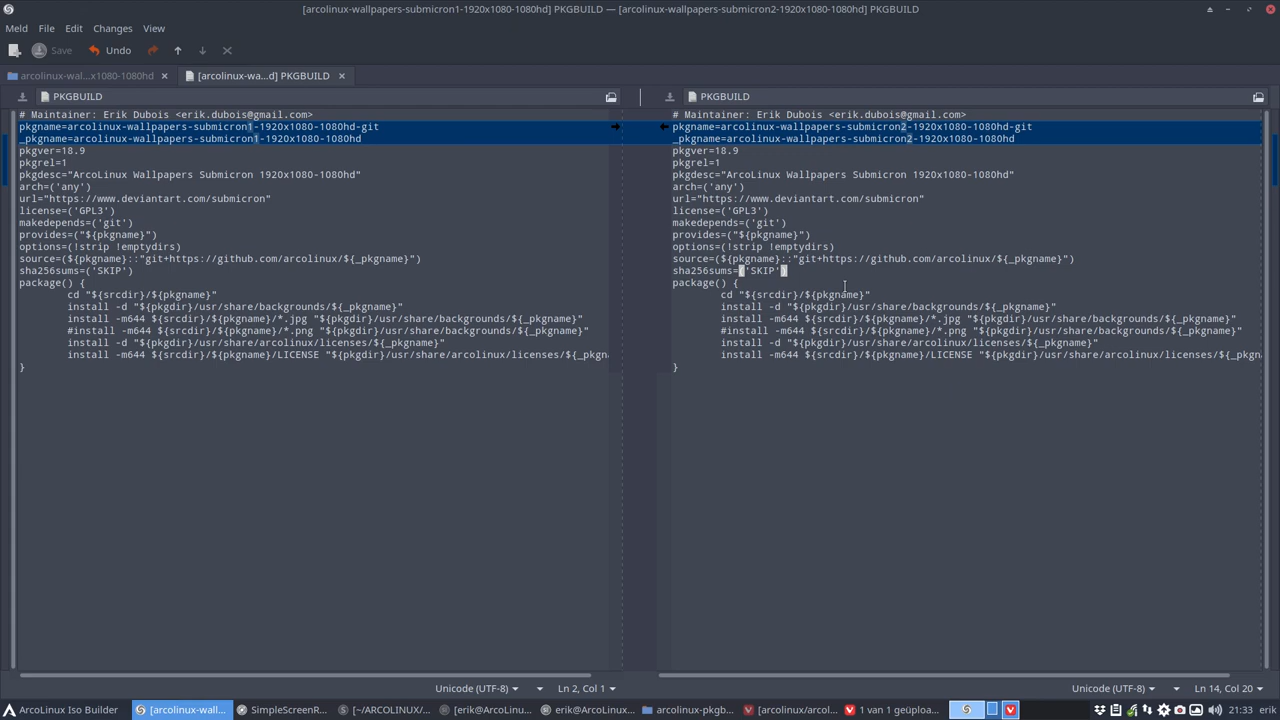 [arcolinux-wallpapers-submicron1-1920x1080-1080hd] PKGBUILD — [arcolinux-wallpapers-submicron2-1920x1080-1080hd] PKGBUILD
Meld File Edit Changes View
Save Undo
arcolinux-wal...x1080-1080hd [arcolinux-wa...d] PKGBUILD
PKGBUILD
# Maintainer: Erik Dubois <erik.dubois@gmail.com>
pkgname=arcolinux-wallpapers-submicron1-1920x1080-1080hd-git
_pkgname=arcolinux-wallpapers-submicron1-1920x1080-1080hd
pkgver=18.9
pkgrel=1
pkgdesc="ArcoLinux Wallpapers Submicron 1920x1080-1080hd"
arch=('any')
url="https://www.deviantart.com/submicron"
license=('GPL3')
makedepends=('git')
provides=("${pkgname}")
options=(!strip !emptydirs)
source=(${pkgname}::"git+https://github.com/arcolinux/${_pkgname}")
sha256sums=('SKIP')
package() {
cd "${srcdir}/${pkgname}"
install -d "${pkgdir}/usr/share/backgrounds/${_pkgname}
install -m644 ${srcdir}/${pkgname}/*.jpg "${pkgdir}/usr/share/backgrounds/${_pkgname}
#install -m644 ${srcdir}/${pkgname}/*.png "${pkgdir}/usr/share/backgrounds/${_pkgname}
install -d "${pkgdir}/usr/share/arcolinux/licenses/${_pkgname}
install -m644 ${srcdir}/${pkgname}/LICENSE "${pkgdir}/usr/share/arcolinux/licenses/${_pkgn
}
PKGBUILD
# Maintainer: Erik Dubois <erik.dubois@gmail.com>
pkgname=arcolinux-wallpapers-submicron2-1920x1080-1080hd-git
_pkgname=arcolinux-wallpapers-submicron2-1920x1080-1080hd
pkgver=18.9
pkgrel=1
pkgdesc="ArcoLinux Wallpapers Submicron 1920x1080-1080hd"
arch=('any')
url="https://www.deviantart.com/submicron"
license=('GPL3')
makedepends=('git')
provides=("${pkgname}")
options=(!strip !emptydirs)
source=(${pkgname}::"git+https://github.com/arcolinux/${_pkgname}")
sha256sums=('SKIP')
package() {
cd "${srcdir}/${pkgname}"
install -d "${pkgdir}/usr/share/backgrounds/${_pkgname}
install -m644 ${srcdir}/${pkgname}/*.jpg "${pkgdir}/usr/share/backgrounds/${_pkgname}
#install -m644 ${srcdir}/${pkgname}/*.png "${pkgdir}/usr/share/backgrounds/${_pkgname}
install -d "${pkgdir}/usr/share/arcolinux/licenses/${_pkgname}
install -m644 ${srcdir}/${pkgname}/LICENSE "${pkgdir}/usr/share/arcolinux/licenses/${_pkgn
}
Unicode (UTF-8) Ln 2, Col 1 Unicode (UTF-8) Ln 14, Col 20
ArcoLinux Iso Builder [arcolinux-wall... SimpleScreenR... [~/ARCOLINUX/... [erik@ArcoLinu... erik@ArcoLinux:... arcolinux-pkgb... [arcolinux/arcol... 1 van 1 geüploa... 21:33 erik